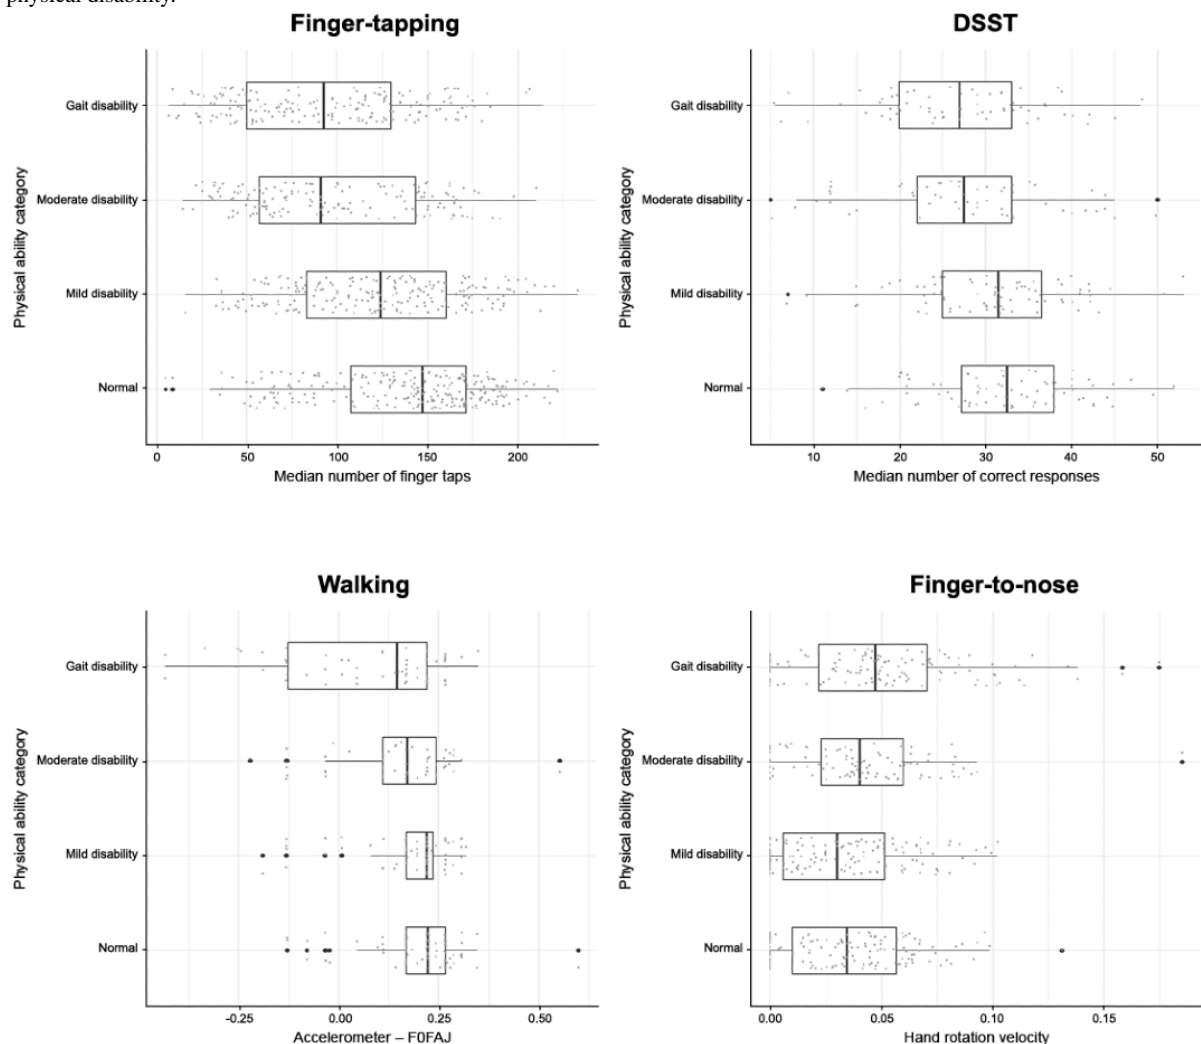 physical disability.
Finger-tapping
Physical ability category
Gait disability
Moderate disability
Mild disability
Normal
0 50 100 150 200
Median number of finger taps
DSST
Physical ability category
Gait disability
Moderate disability
Mild disability
Normal
10 20 30 40 50
Median number of correct responses
Walking
Physical ability category
Gait disability
Moderate disability
Mild disability
Normal
-0.25 0.00 0.25 0.50
Accelerometer – F0FAJ
Finger-to-nose
Physical ability category
Gait disability
Moderate disability
Mild disability
Normal
0.00 0.05 0.10 0.15
Hand rotation velocity